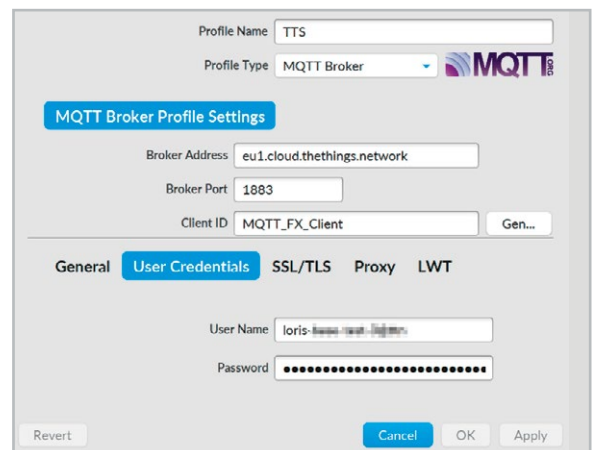 Profile Name TTS
Profile Type MQTT Broker MQTT.ORG
MQTT Broker Profile Settings
Broker Address eu1.cloud.thethings.network
Broker Port 1883
Client ID MQTT_FX_Client Gen...
General User Credentials SSL/TLS Proxy LWT
User Name loris-
Password ●●●●●●●●●●●●●●●●●●●●●●●●●●
Revert Cancel OK Apply